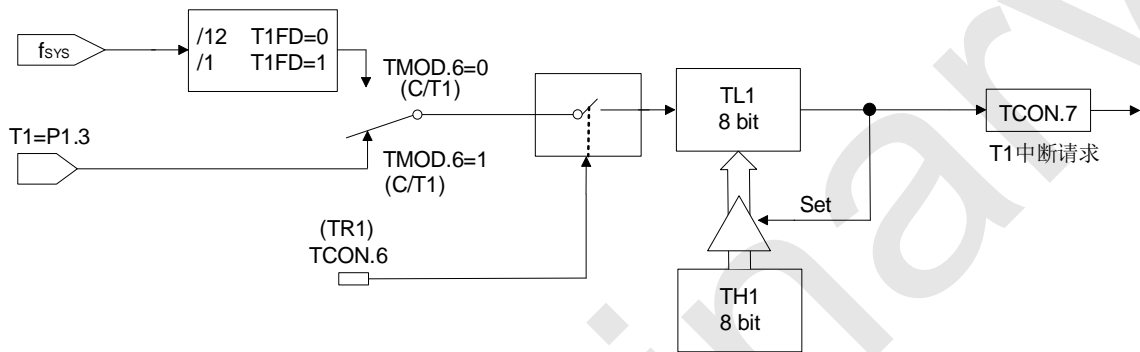 fSYS
/12 T1FD=0
/1 T1FD=1
TMOD.6=0
(C/T1)
T1=P1.3
TMOD.6=1
(C/T1)
(TR1)
TCON.6
TL1
8 bit
Set
TH1
8 bit
TCON.7
T1中断请求